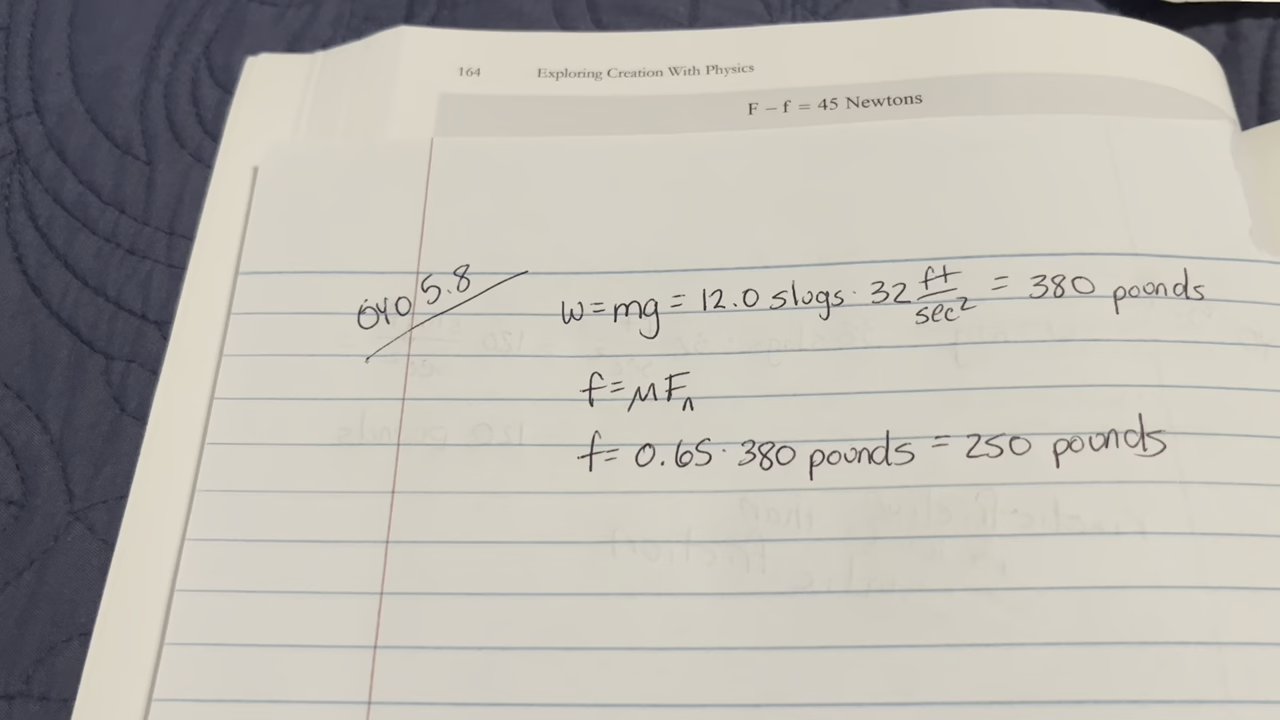 164 Exploring Creation With Physics
F – f = 45 Newtons
OYO 5.8
w=mg = 12.0 slugs · 32 ft/sec² = 380 pounds
f=μFn
f= 0.65 · 380 pounds = 250 pounds